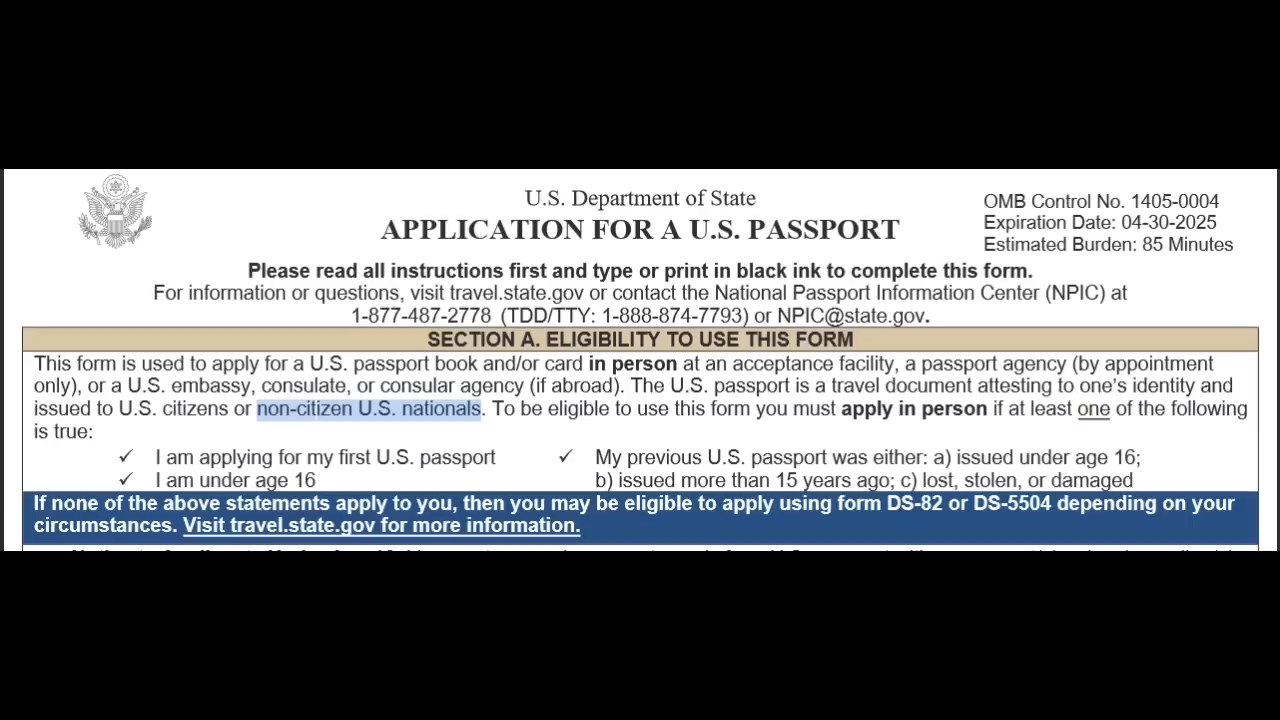 U.S. Department of State
APPLICATION FOR A U.S. PASSPORT
OMB Control No. 1405-0004
Expiration Date: 04-30-2025
Estimated Burden: 85 Minutes
Please read all instructions first and type or print in black ink to complete this form.
For information or questions, visit travel.state.gov or contact the National Passport Information Center (NPIC) at
1-877-487-2778 (TDD/TTY: 1-888-874-7793) or NPIC@state.gov.
SECTION A. ELIGIBILITY TO USE THIS FORM
This form is used to apply for a U.S. passport book and/or card in person at an acceptance facility, a passport agency (by appointment
only), or a U.S. embassy, consulate, or consular agency (if abroad). The U.S. passport is a travel document attesting to one's identity and
issued to U.S. citizens or non-citizen U.S. nationals. To be eligible to use this form you must apply in person if at least one of the following
is true:
✓ I am applying for my first U.S. passport
✓ I am under age 16
✓ My previous U.S. passport was either: a) issued under age 16;
b) issued more than 15 years ago; c) lost, stolen, or damaged
If none of the above statements apply to you, then you may be eligible to apply using form DS-82 or DS-5504 depending on your
circumstances. Visit travel.state.gov for more information.